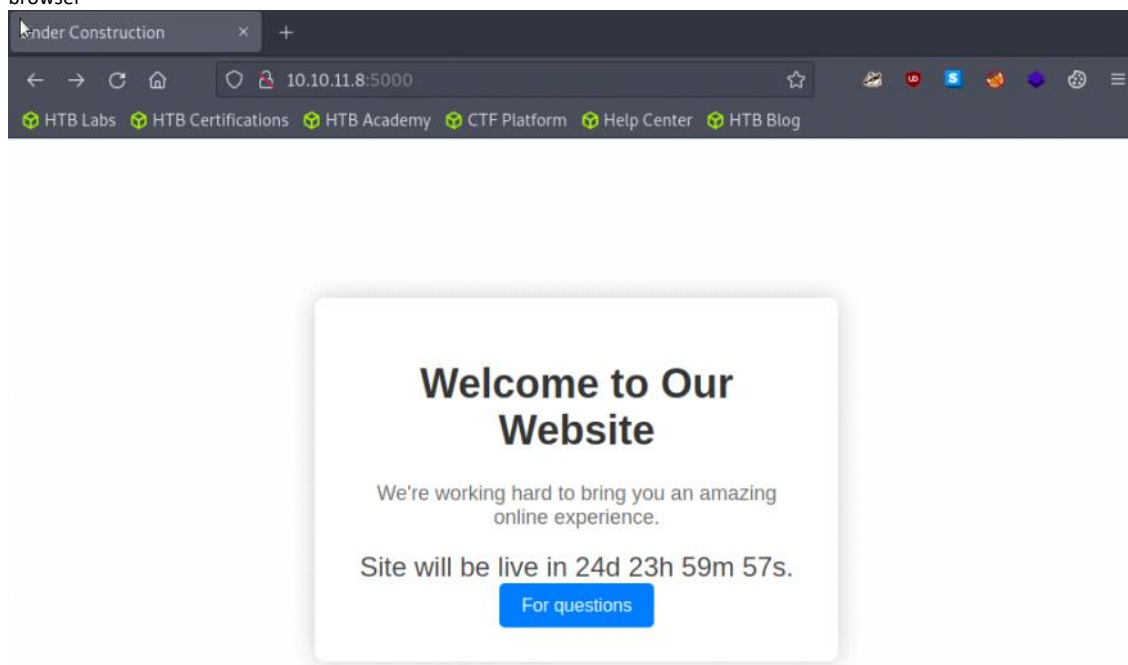 browser
Under Construction
10.10.11.8:5000
HTB Labs HTB Certifications HTB Academy CTF Platform Help Center HTB Blog
Welcome to Our
Website
We're working hard to bring you an amazing
online experience.
Site will be live in 24d 23h 59m 57s.
For questions